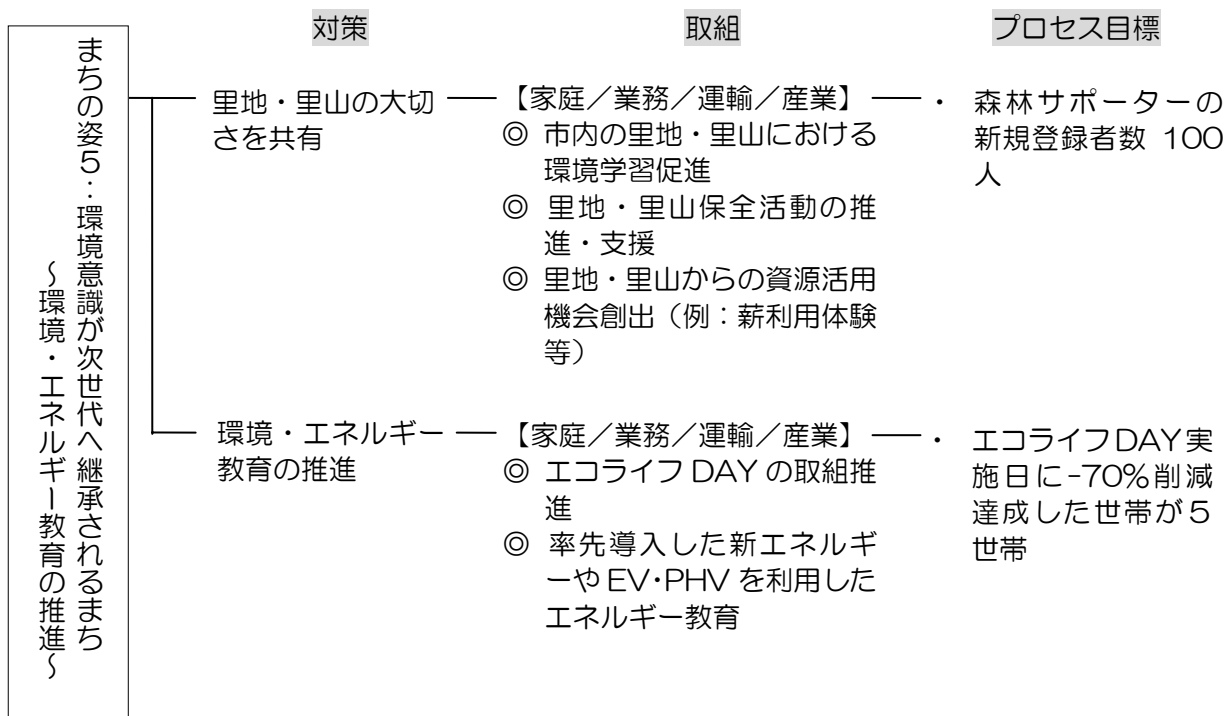 対策
取組
プロセス目標
まちの姿5：環境意識が次世代へ継承されるまち
～環境・エネルギー教育の推進～
里地・里山の大切
さを共有
【家庭／業務／運輸／産業】
◎ 市内の里地・里山における
環境学習促進
◎ 里地・里山保全活動の推
進・支援
◎ 里地・里山からの資源活用
機会創出（例：薪利用体験
等）
・ 森林サポーターの
新規登録者数 100
人
環境・エネルギー
教育の推進
【家庭／業務／運輸／産業】
◎ エコライフ DAY の取組推
進
◎ 率先導入した新エネルギ
ーや EV・PHV を利用した
エネルギー教育
・ エコライフDAY実
施日に-70%削減
達成した世帯が5
世帯